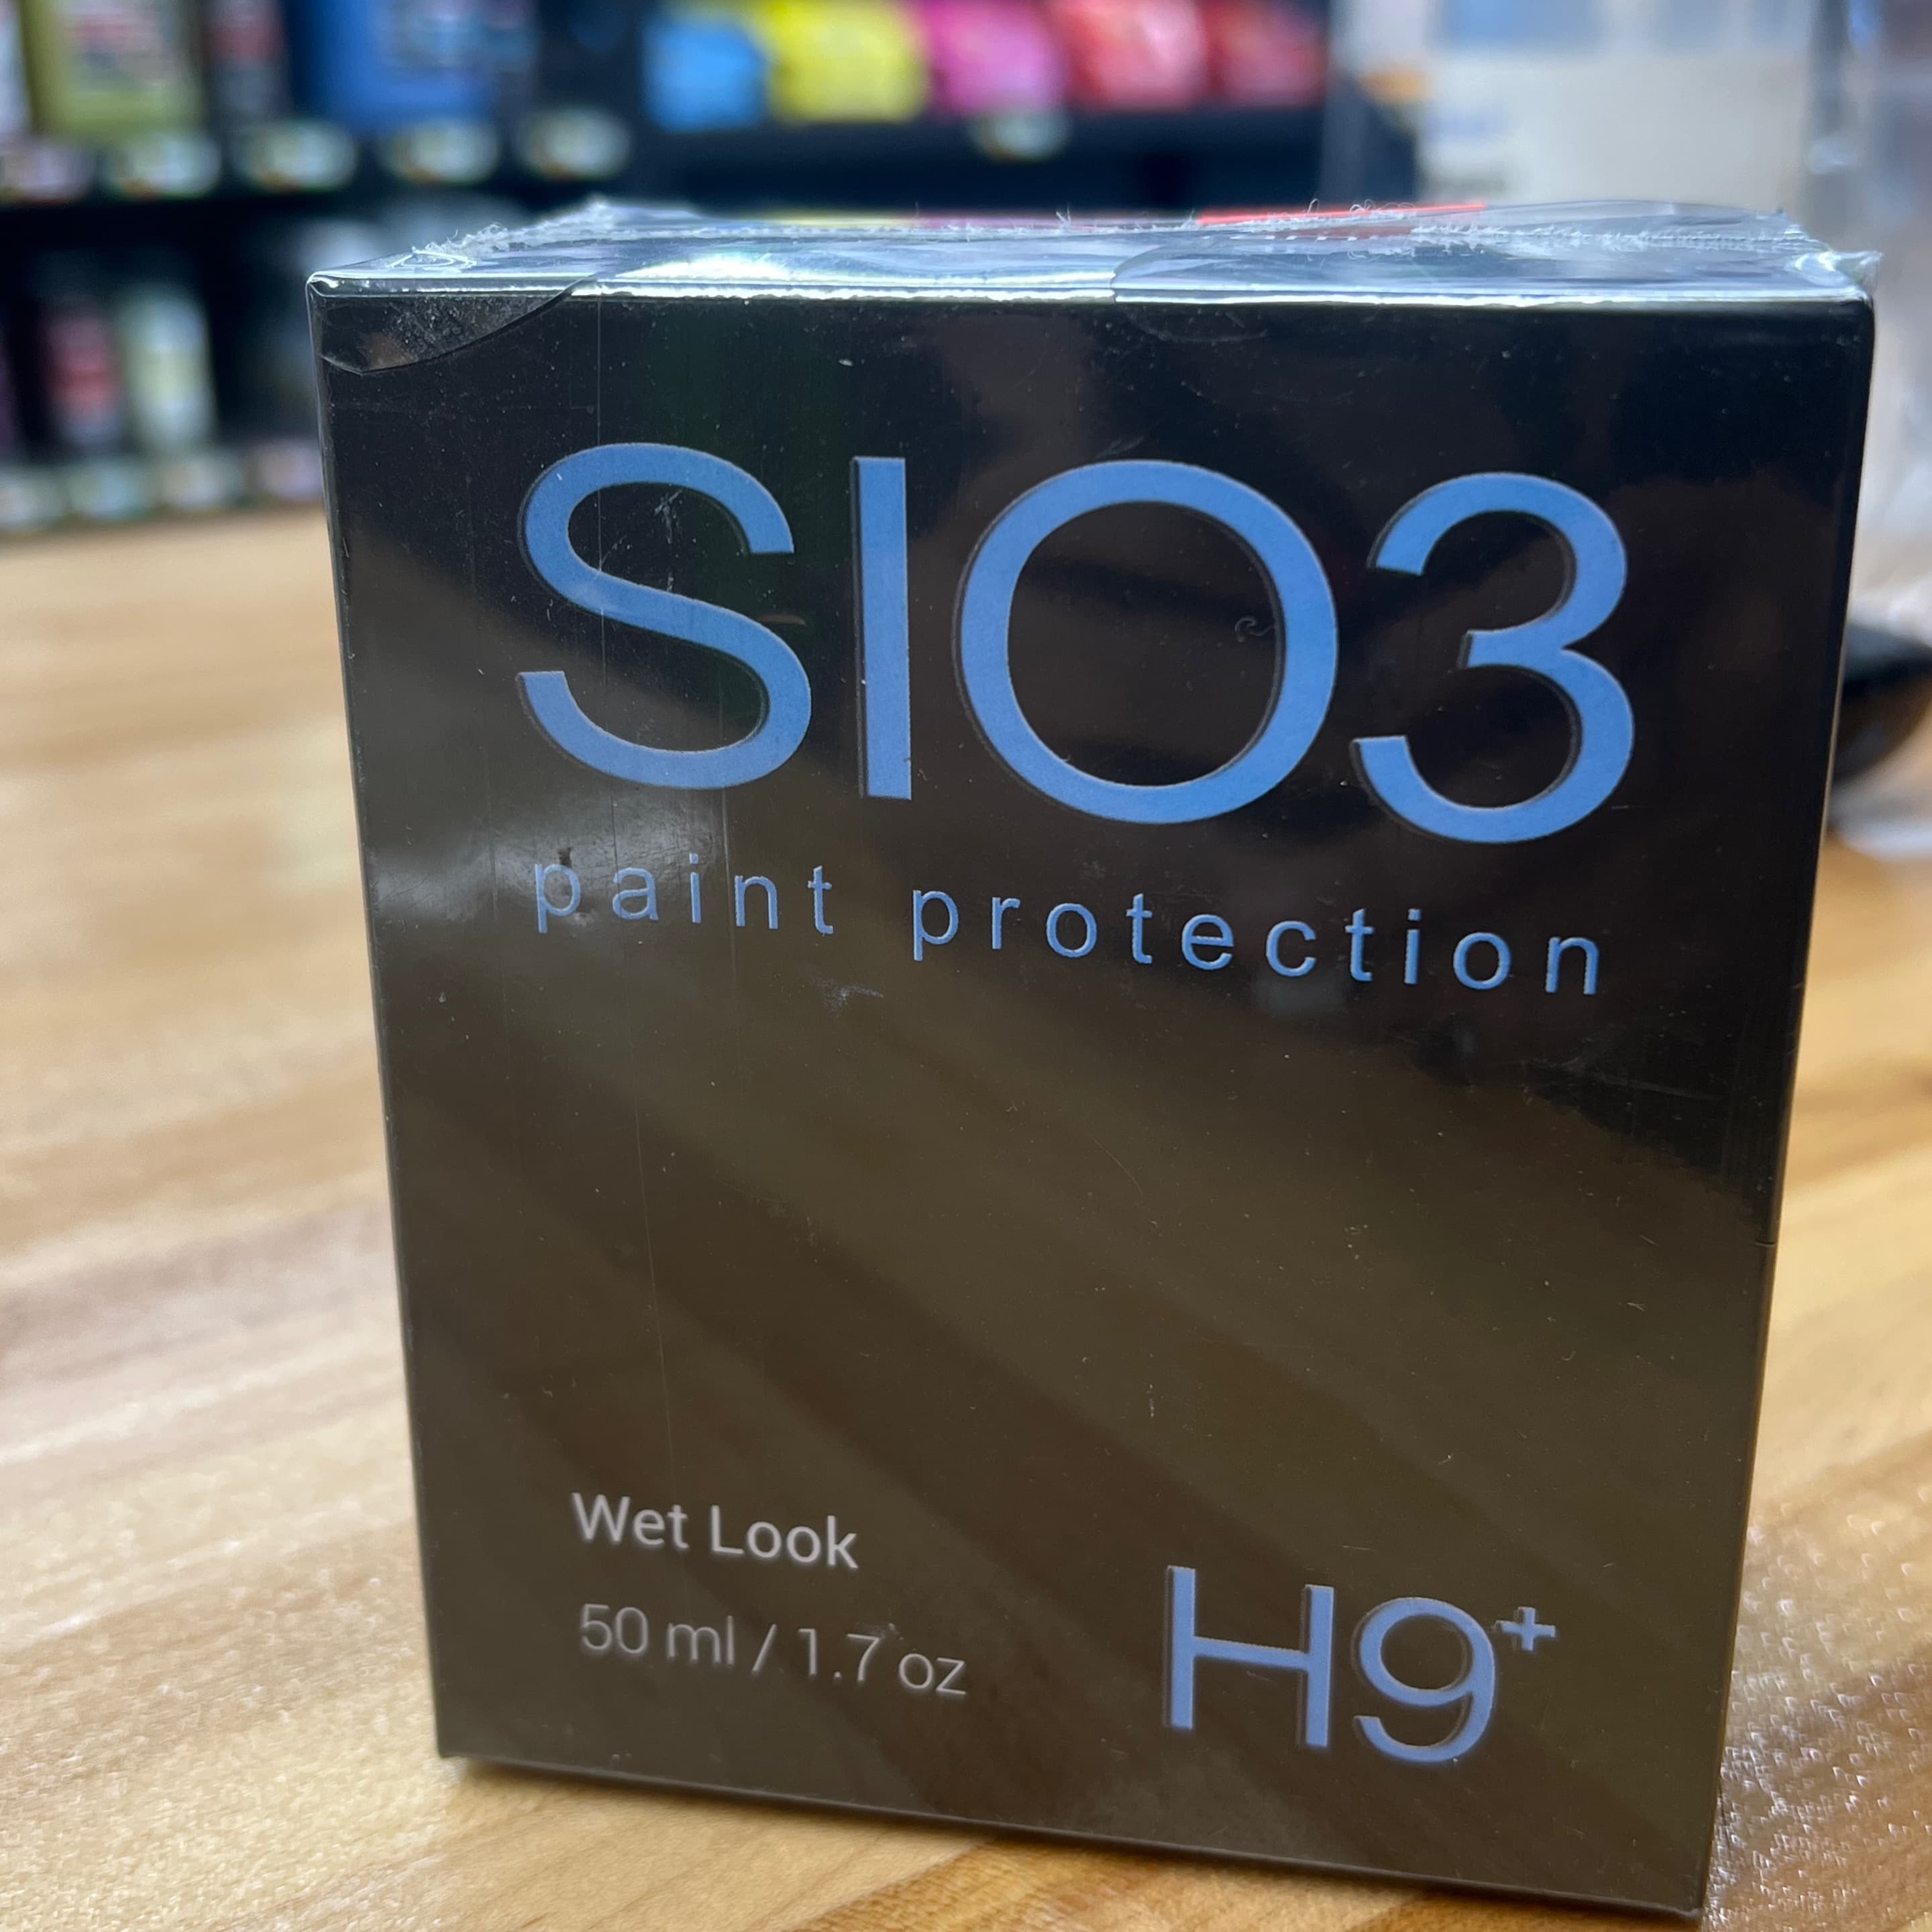 SIO3
paint protection
Wet Look
50 ml / 1.7 oz
H9+